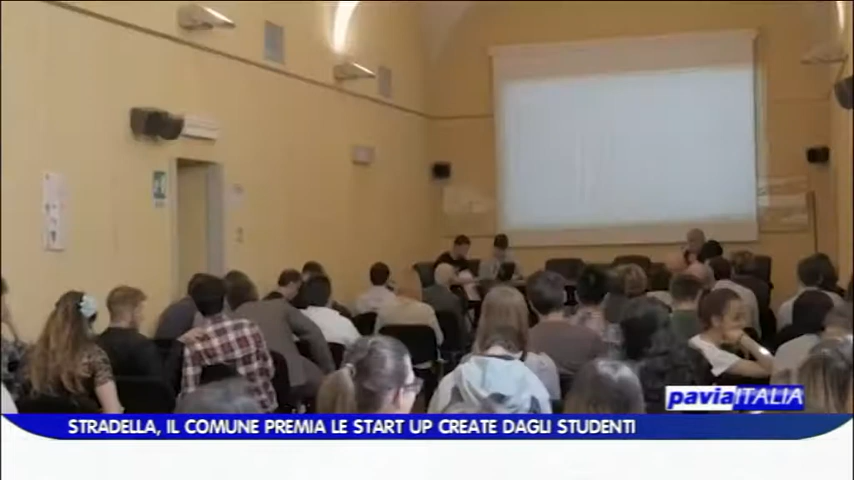 paviaITALIA
STRADELLA, IL COMUNE PREMIA LE START UP CREATE DAGLI STUDENTI